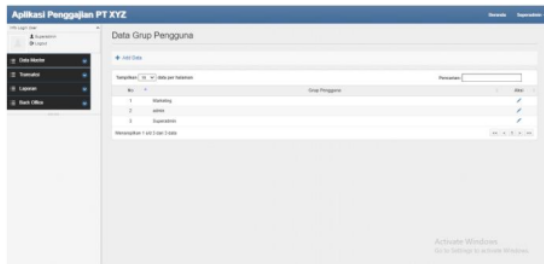 Aplikasi Penggajian PT XYZ
Beranda Superadmin
Superadmin
Logout
Data Grup Pengguna
Add Data
Data Master
Transaksi
Laporan
Back Office
Tampilkan 10 data per halaman
Pencarian:
No Grup Pengguna Aksi
1 Marketing
2 admin
3 Superadmin
Menampilkan 1 s/d 3 dari 3 data
Activate Windows
Go to Settings to activate Windows.